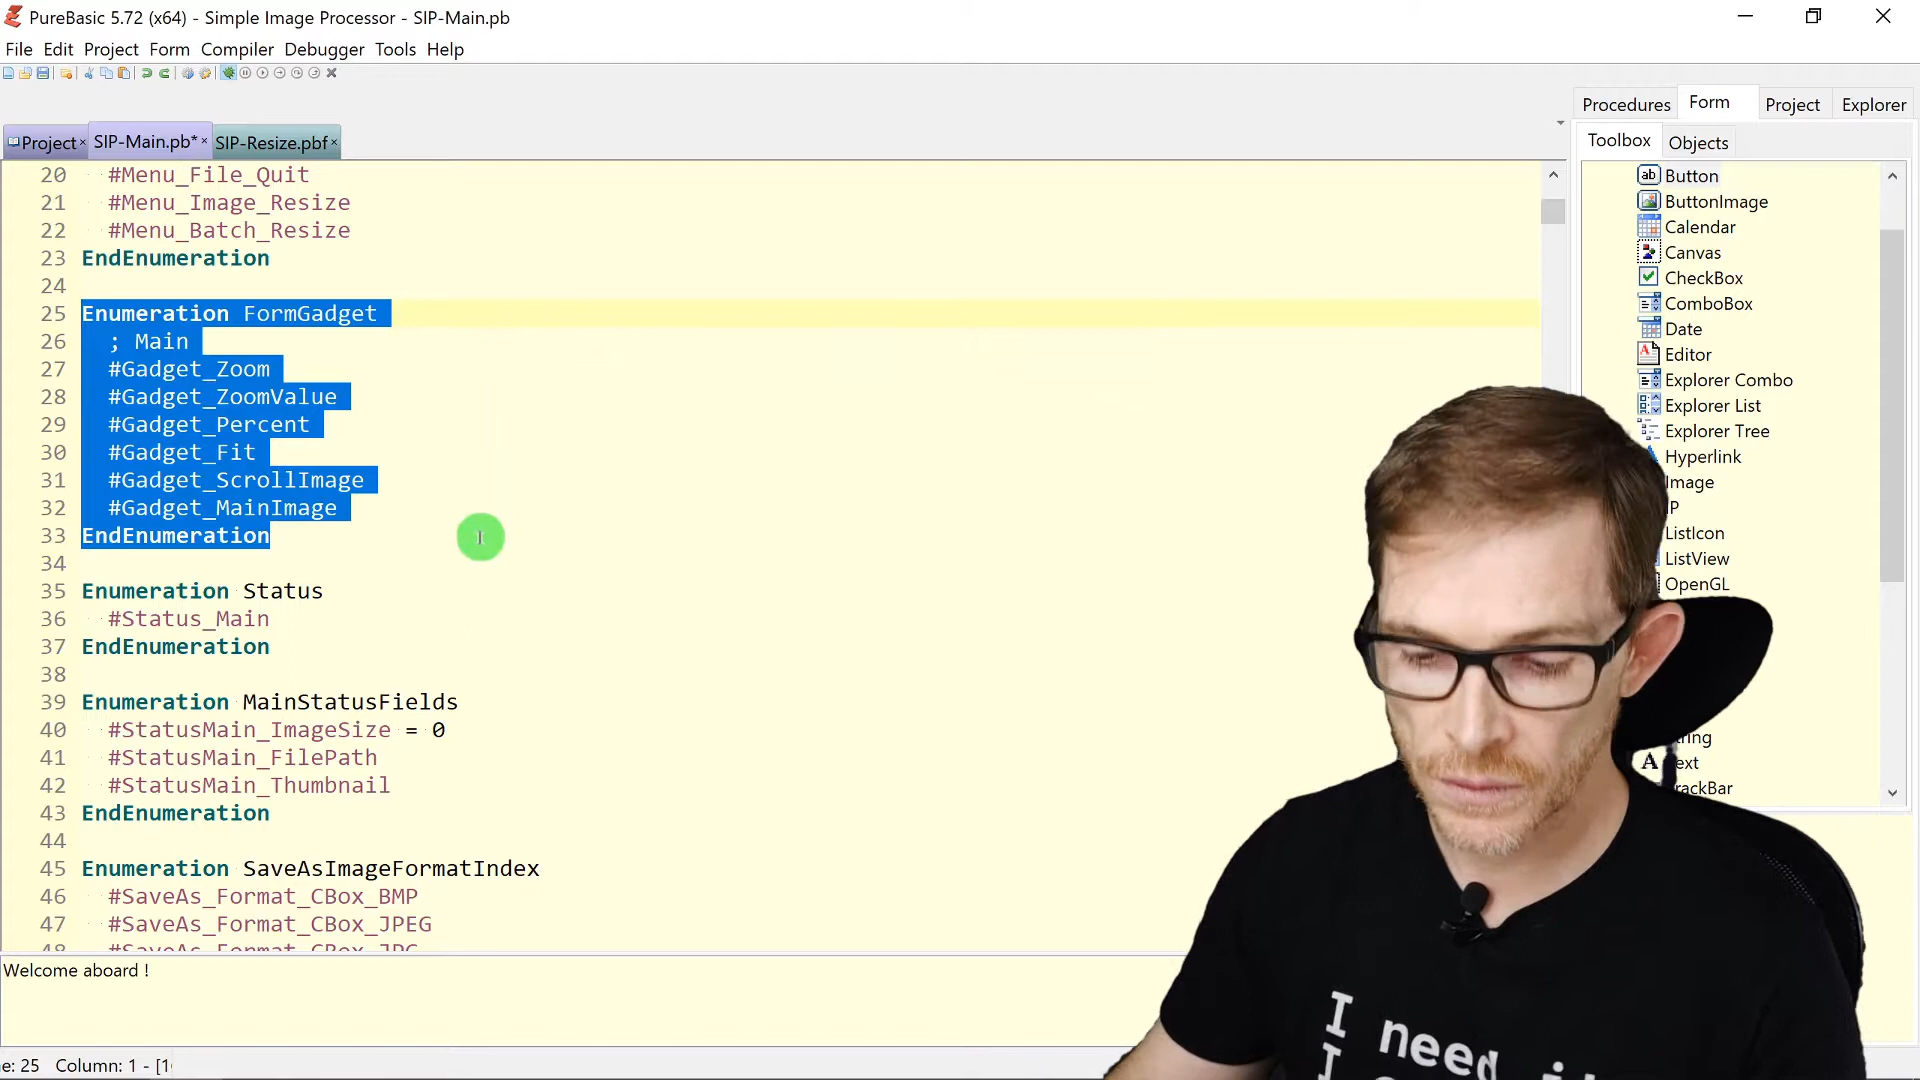 PureBasic 5.72 (x64) - Simple Image Processor - SIP-Main.pb
File Edit Project Form Compiler Debugger Tools Help
Procedures Form Project Explorer
Project× SIP-Main.pb*× SIP-Resize.pbf×
Toolbox Objects
20 #Menu_File_Quit
21 #Menu_Image_Resize
22 #Menu_Batch_Resize
23 EndEnumeration
24
25 Enumeration FormGadget
26 ; Main
27 #Gadget_Zoom
28 #Gadget_ZoomValue
29 #Gadget_Percent
30 #Gadget_Fit
31 #Gadget_ScrollImage
32 #Gadget_MainImage
33 EndEnumeration
34
35 Enumeration Status
36 #Status_Main
37 EndEnumeration
38
39 Enumeration MainStatusFields
40 #StatusMain_ImageSize = 0
41 #StatusMain_FilePath
42 #StatusMain_Thumbnail
43 EndEnumeration
44
45 Enumeration SaveAsImageFormatIndex
46 #SaveAs_Format_CBox_BMP
47 #SaveAs_Format_CBox_JPEG
48 #SaveAs_Format_CBox_JPG
Button
ButtonImage
Calendar
Canvas
CheckBox
ComboBox
Date
Editor
Explorer Combo
Explorer List
Explorer Tree
Hyperlink
Image
IP
ListIcon
ListView
OpenGL
Welcome aboard !
e: 25 Column: 1 - [1
I need
I